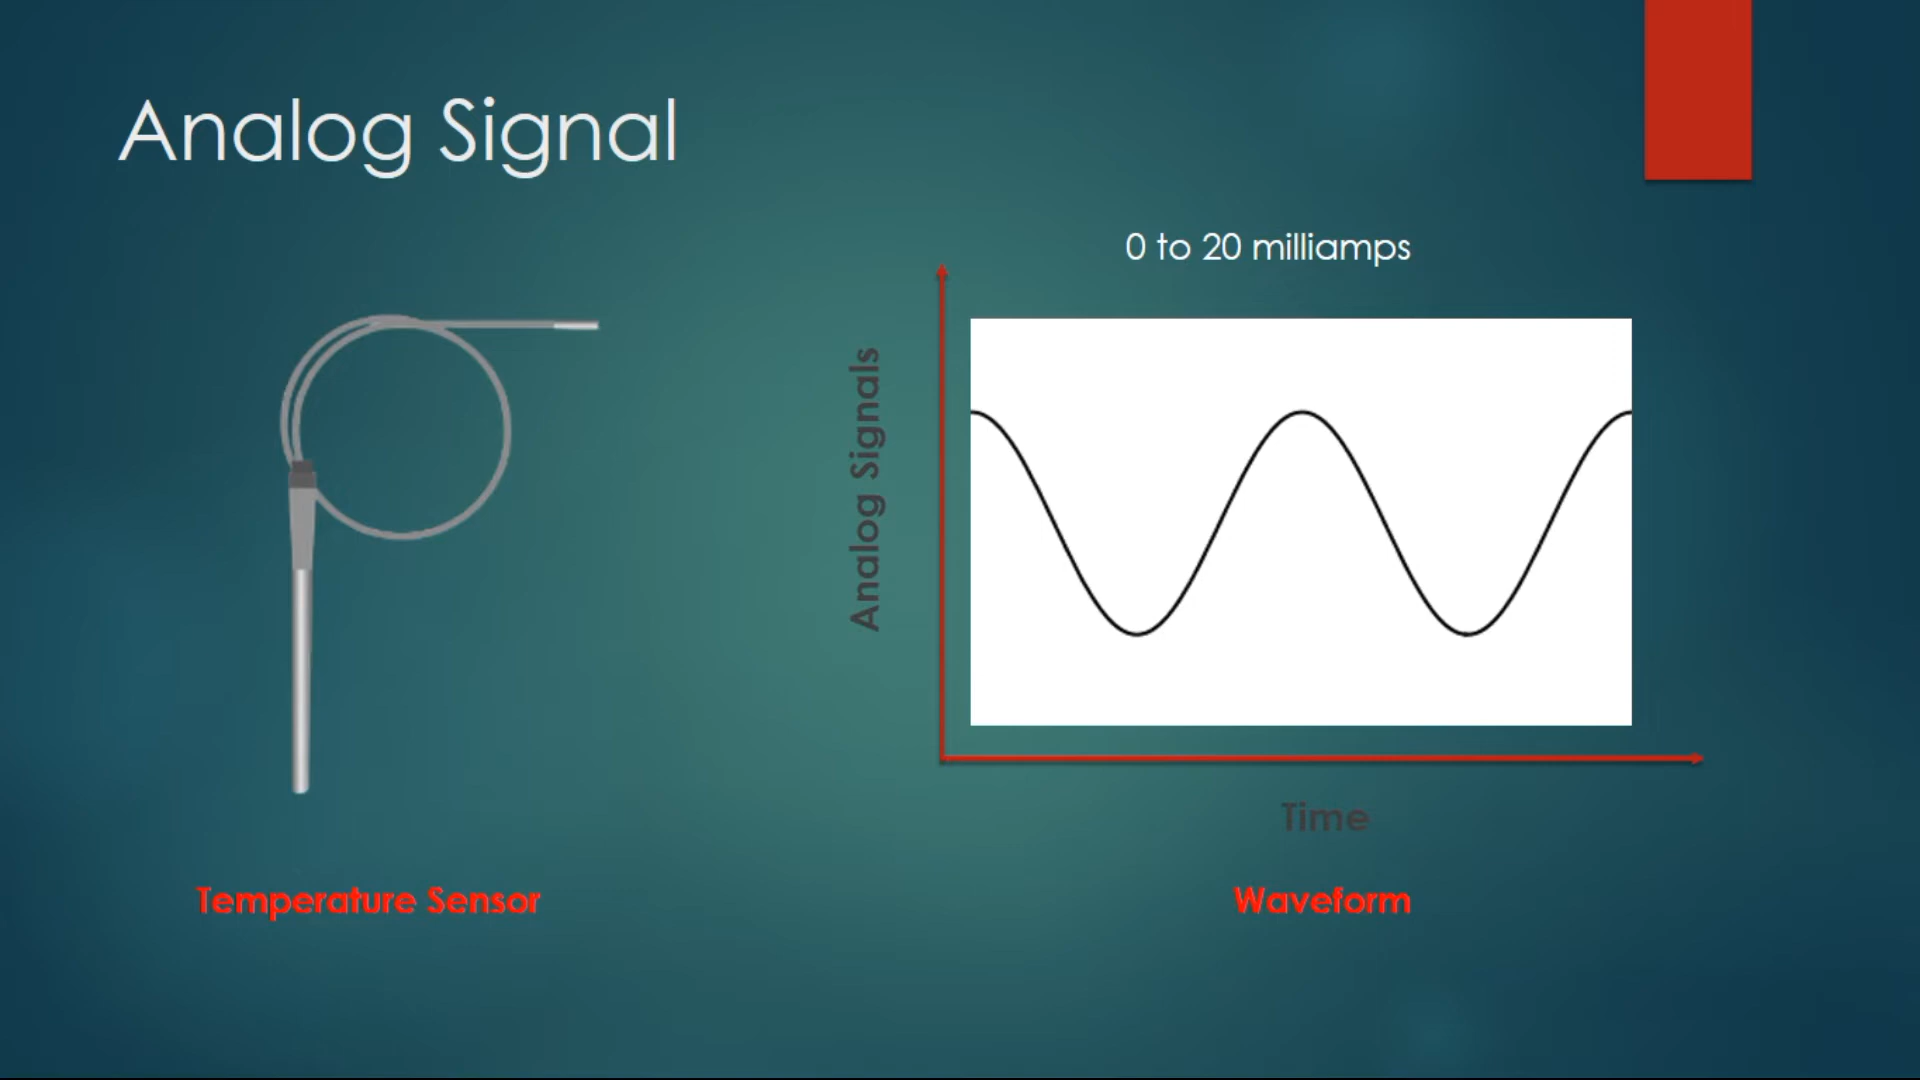 Analog Signal
0 to 20 milliamps
Analog Signals
Time
Temperature Sensor
Waveform